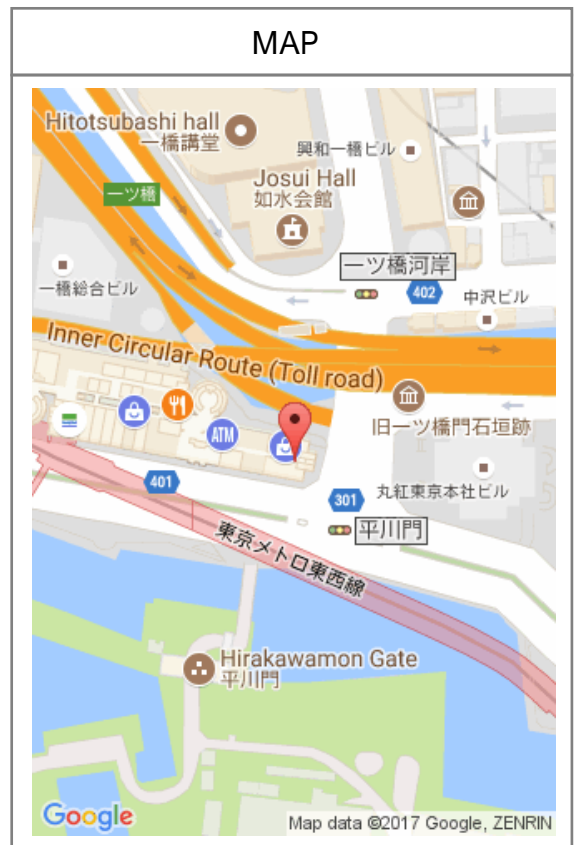 MAP
Hitotsubashi hall
一橋講堂
興和一橋ビル
Josui Hall
如水会館
一ツ橋
一ツ橋河岸
一橋総合ビル
402
中沢ビル
Inner Circular Route (Toll road)
旧一ツ橋門石垣跡
ATM
401
301
丸紅東京本社ビル
平川門
東京メトロ東西線
Hirakawamon Gate
平川門
Google
Map data ©2017 Google, ZENRIN